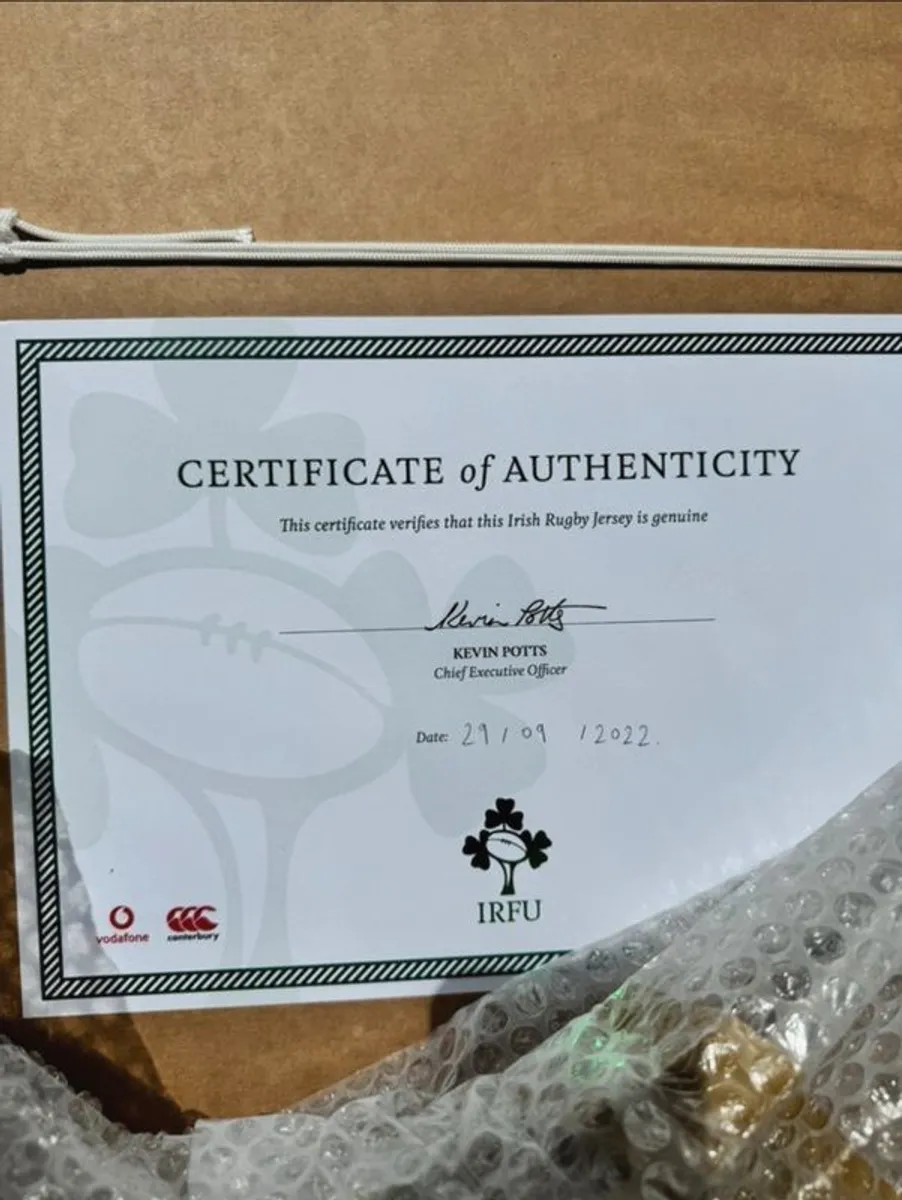 CERTIFICATE of AUTHENTICITY
This certificate verifies that this Irish Rugby Jersey is genuine
Kevin Potts
KEVIN POTTS
Chief Executive Officer
Date: 29 / 09 / 2022.
IRFU
vodafone
canterbury